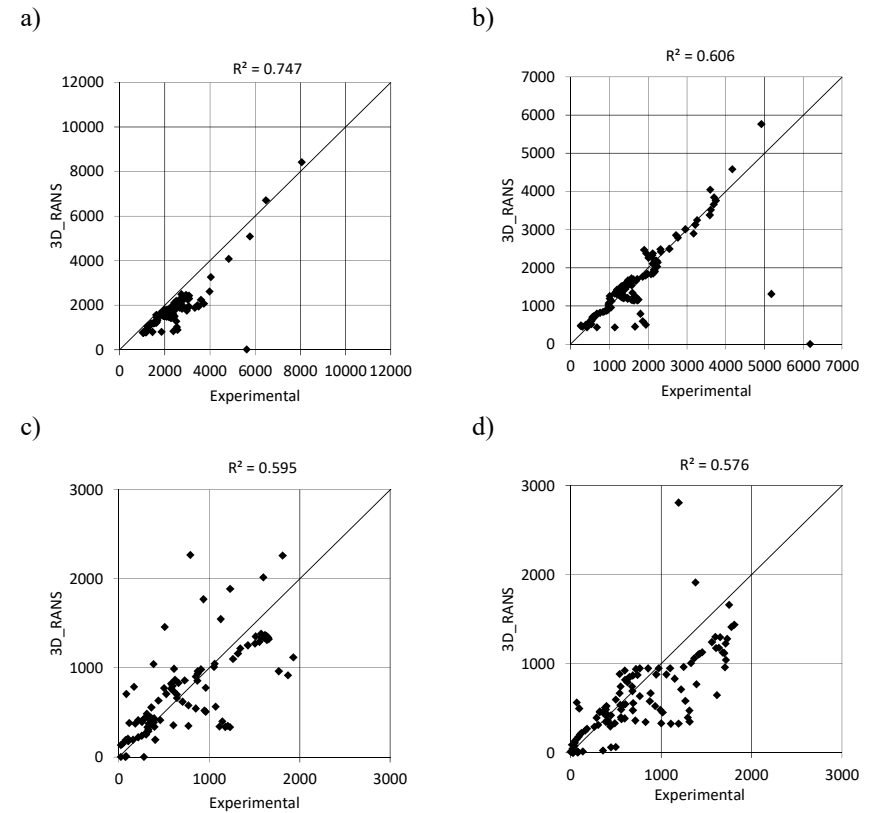 a)
R² = 0.747
12000
10000
8000
6000
4000
2000
0
3D_RANS
0 2000 4000 6000 8000 10000 12000
Experimental
b)
R² = 0.606
7000
6000
5000
4000
3000
2000
1000
0
3D_RANS
0 1000 2000 3000 4000 5000 6000 7000
Experimental
c)
R² = 0.595
3000
2000
1000
0
3D_RANS
0 1000 2000 3000
Experimental
d)
R² = 0.576
3000
2000
1000
0
3D_RANS
0 1000 2000 3000
Experimental